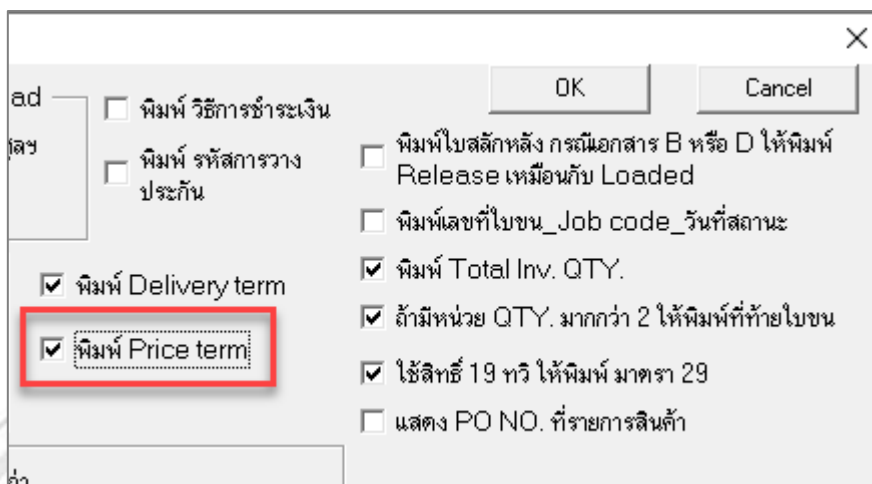 OK
Cancel
ad
พิมพ์ วิธีการชำระเงิน
พิมพ์ รหัสการวาง
ประกัน
พิมพ์ใบสลักหลัง กรณีเอกสาร B หรือ D ให้พิมพ์
Release เหมือนกับ Loaded
พิมพ์เลขที่ใบขน_Job code_วันที่สถานะ
พิมพ์ Delivery term
พิมพ์ Total Inv. QTY.
ถ้ามีหน่วย QTY. มากกว่า 2 ให้พิมพ์ที่ท้ายใบขน
พิมพ์ Price term
ใช้สิทธิ์ 19 ทวิ ให้พิมพ์ มาตรา 29
แสดง PO NO. ที่รายการสินค้า